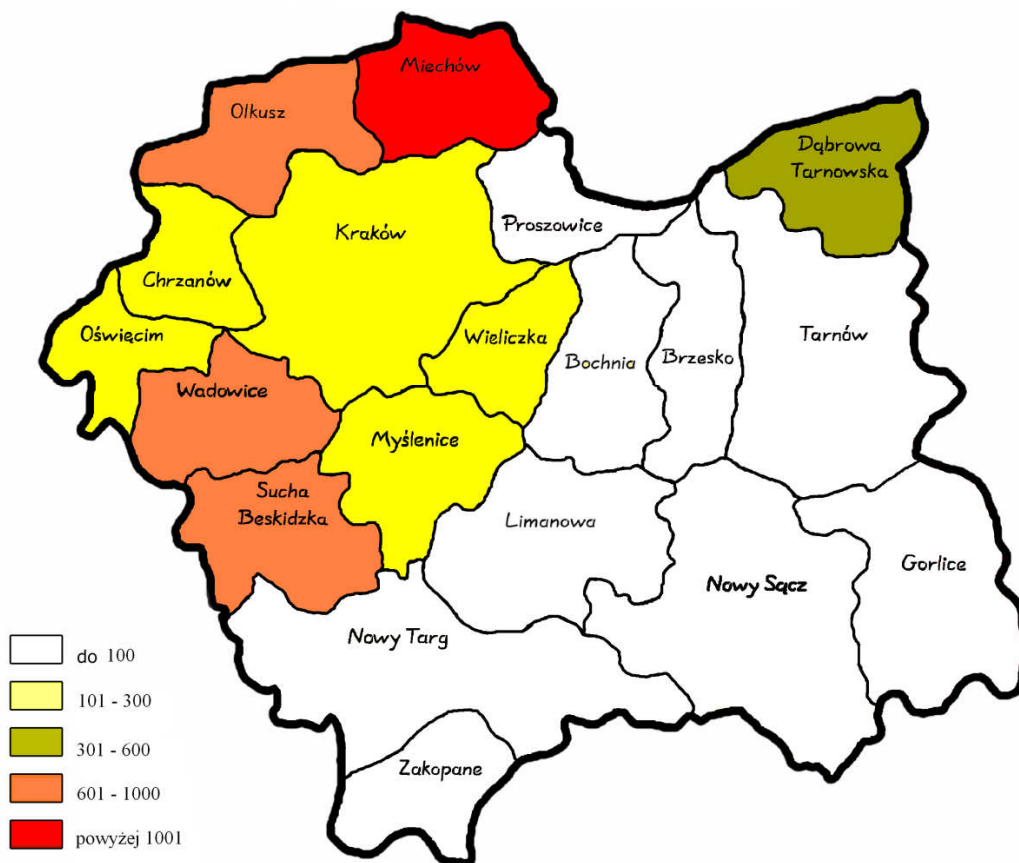 Miechów
Olkusz
Dąbrowa
Tarnowska
Proszowice
Kraków
Chrzanów
Oświęcim
Wieliczka
Bochnia
Brzesko
Tarnów
Wadowice
Myślenice
Sucha
Beskidzka
Limanowa
Nowy Sącz
Gorlice
Nowy Targ
Zakopane
do 100
101 - 300
301 - 600
601 - 1000
powyżej 1001